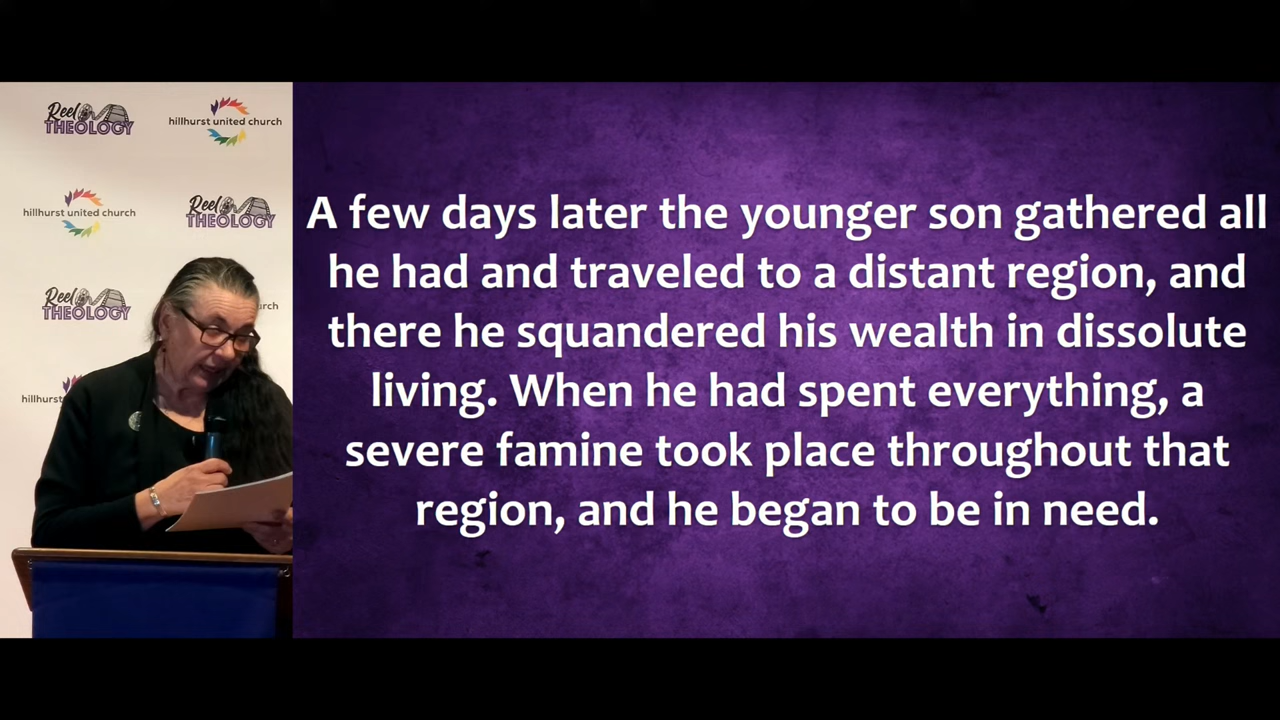 Reel
THEOLOGY
hillhurst united church
hillhurst united church
Reel
THEOLOGY
Reel
THEOLOGY
church
hillhurst
A few days later the younger son gathered all
he had and traveled to a distant region, and
there he squandered his wealth in dissolute
living. When he had spent everything, a
severe famine took place throughout that
region, and he began to be in need.